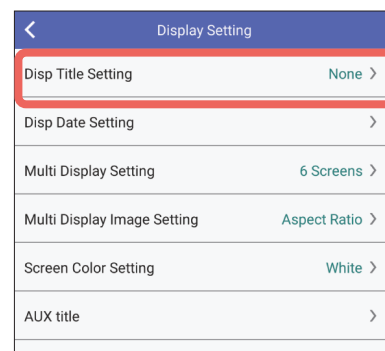 Display Setting
Disp Title Setting None
Disp Date Setting
Multi Display Setting 6 Screens
Multi Display Image Setting Aspect Ratio
Screen Color Setting White
AUX title